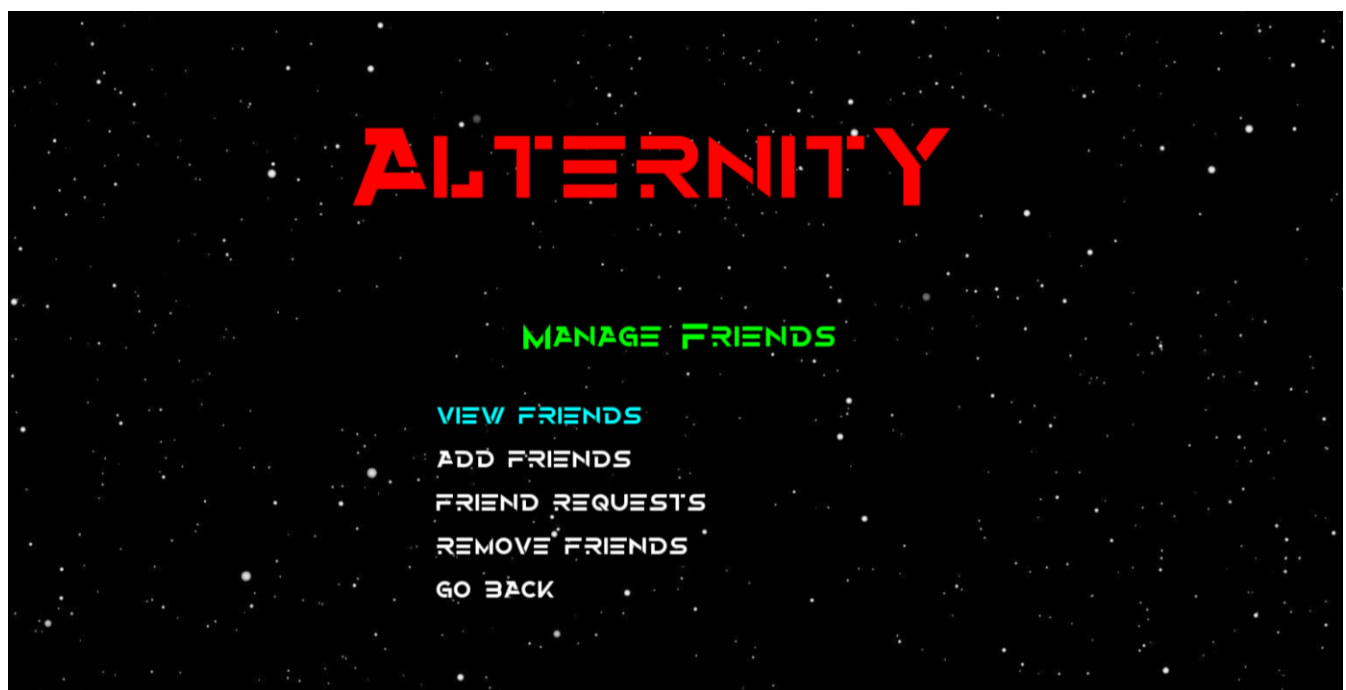 Alternity
Manage Friends
view friends
add friends
friend requests
remove friends
go back